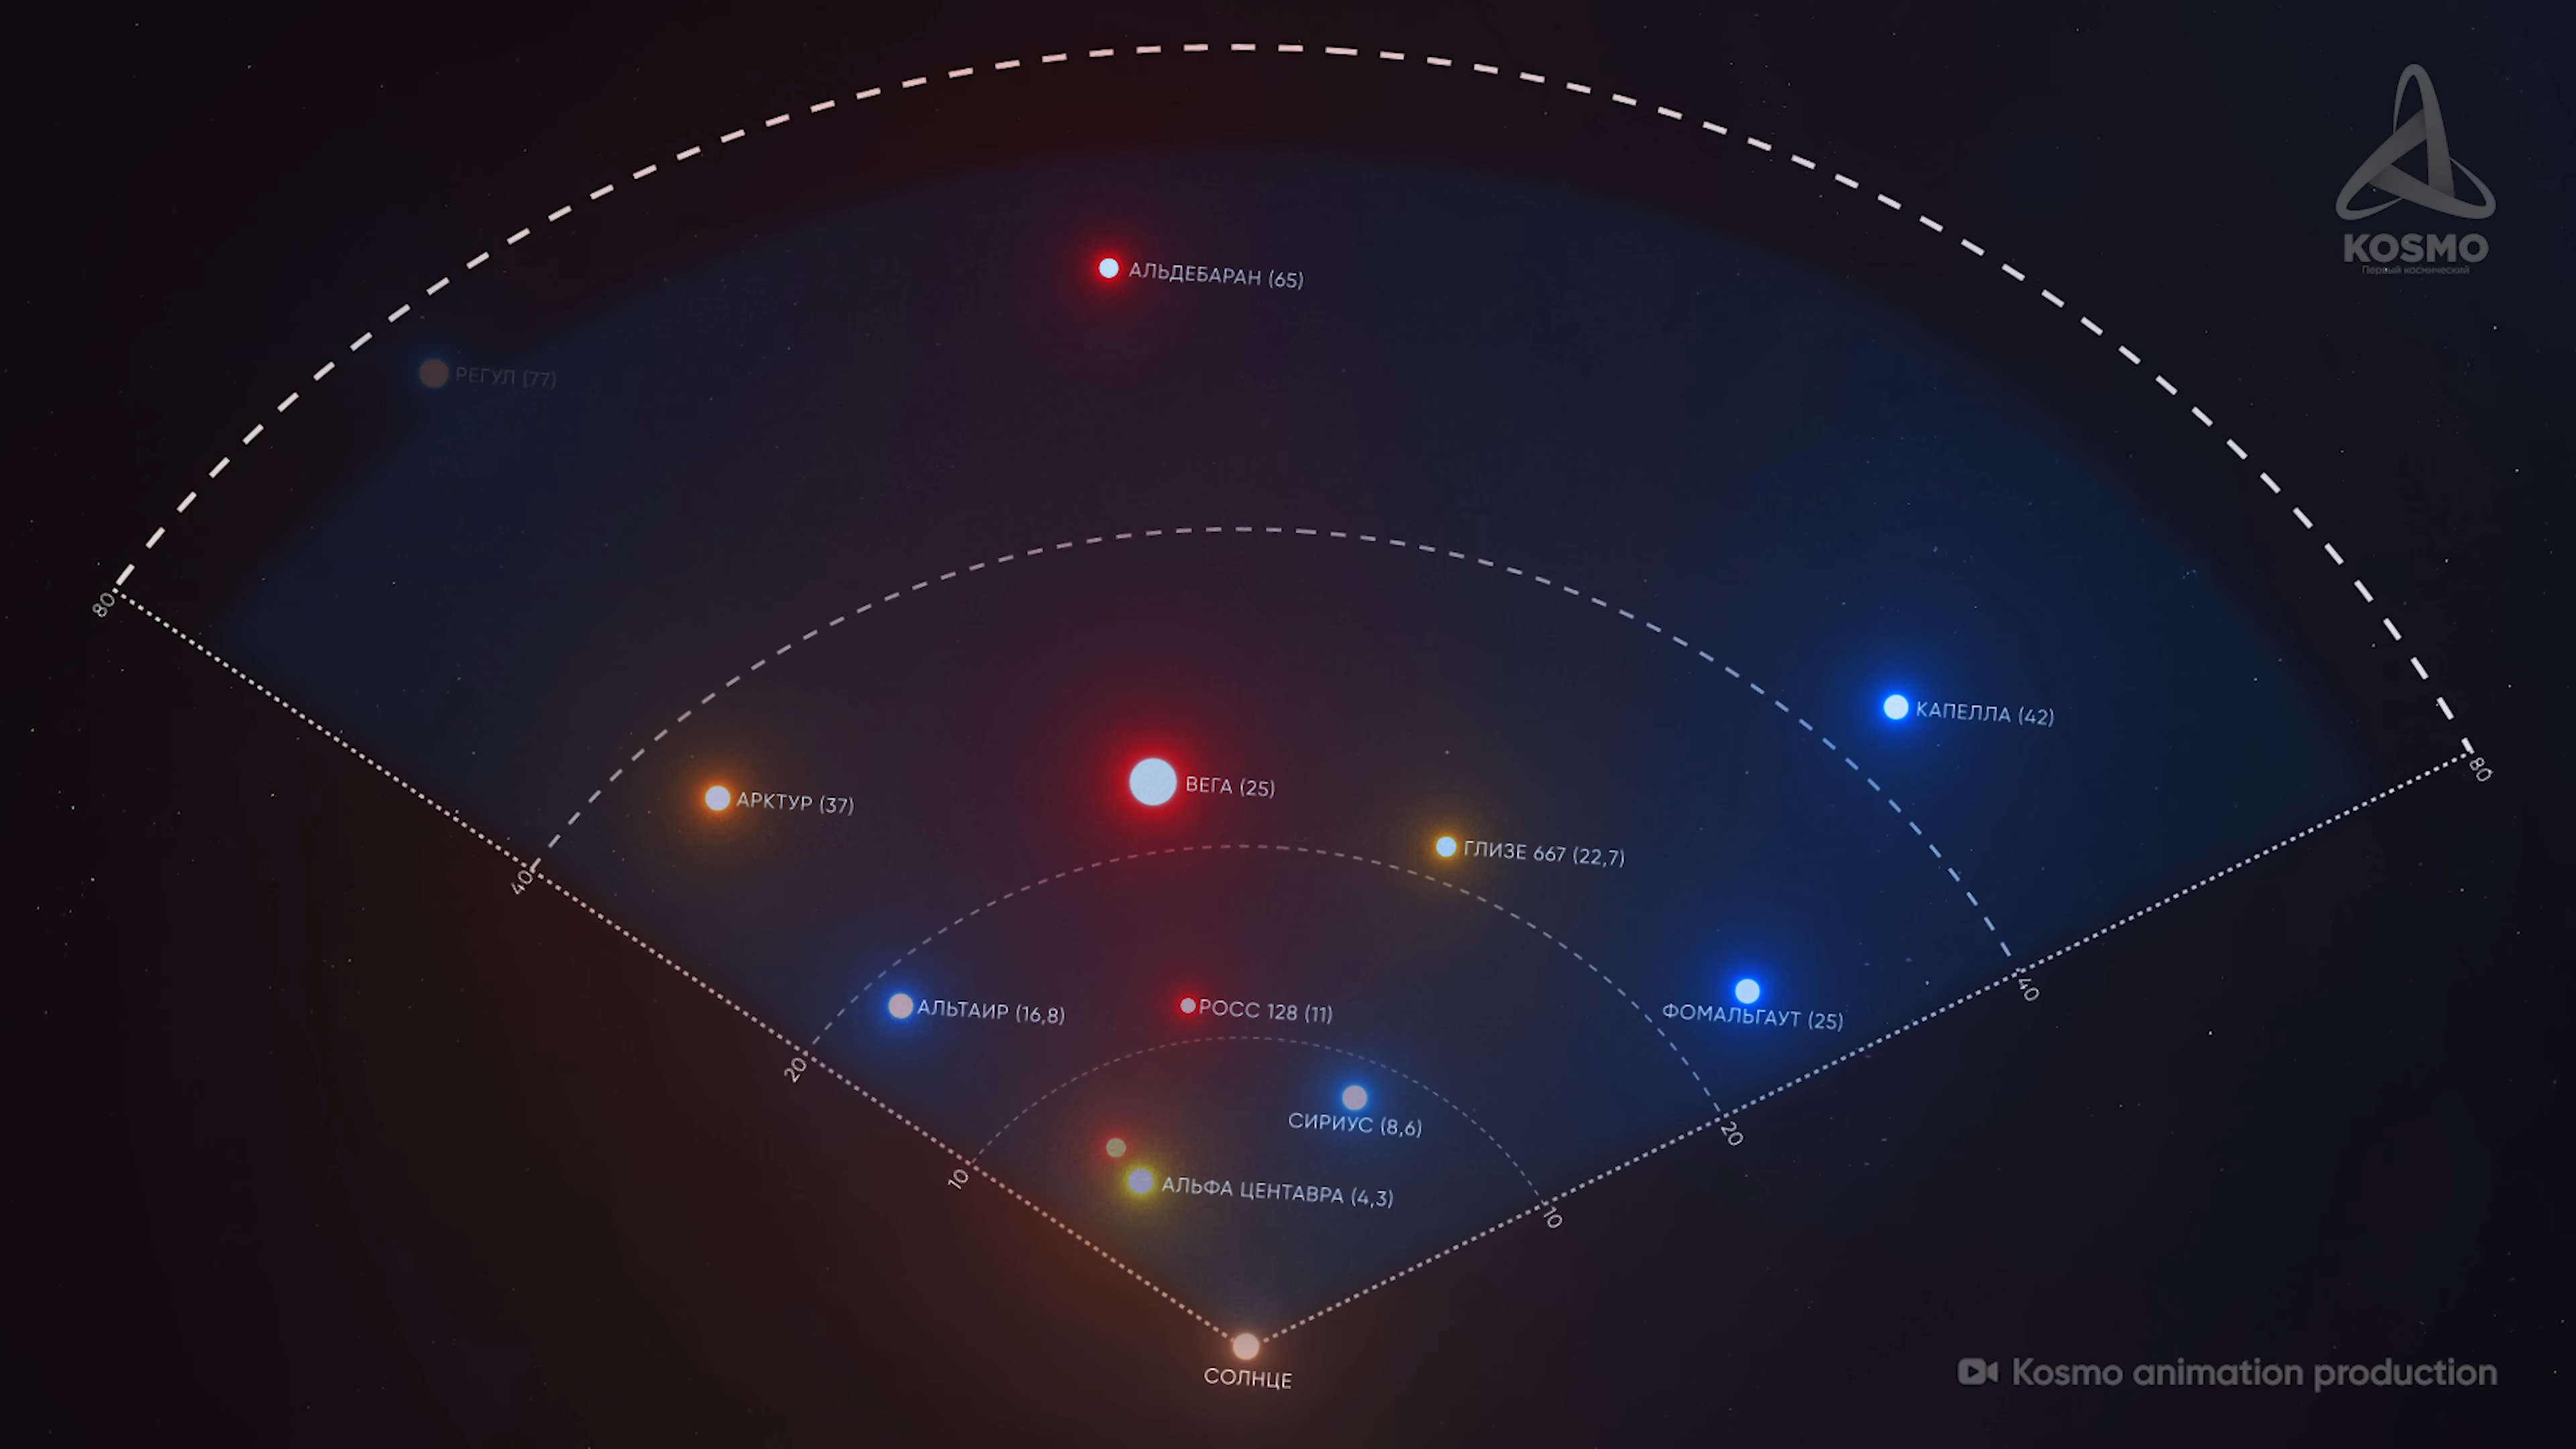 KOSMO
Первый космический
АЛЬДЕБАРАН (65)
РЕГУЛ (77)
80
КАПЕЛЛА (42)
80
ВЕГА (25)
АРКТУР (37)
ГЛИЗЕ 667 (22,7)
40
40
АЛЬТАИР (16,8)
РОСС 128 (11)
ФОМАЛЬГАУТ (25)
20
СИРИУС (8,6)
20
10
АЛЬФА ЦЕНТАВРА (4,3)
10
СОЛНЦЕ
Kosmo animation production